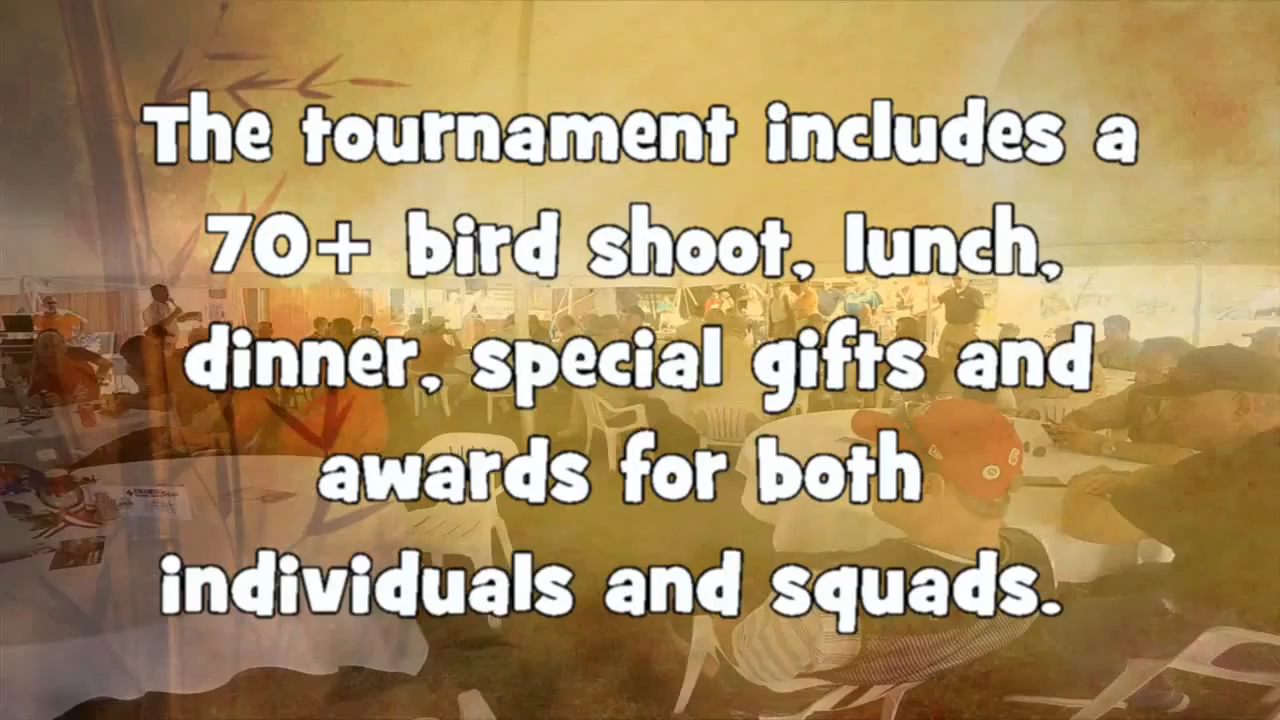 The tournament includes a
70+ bird shoot, lunch,
dinner, special gifts and
awards for both
individuals and squads.